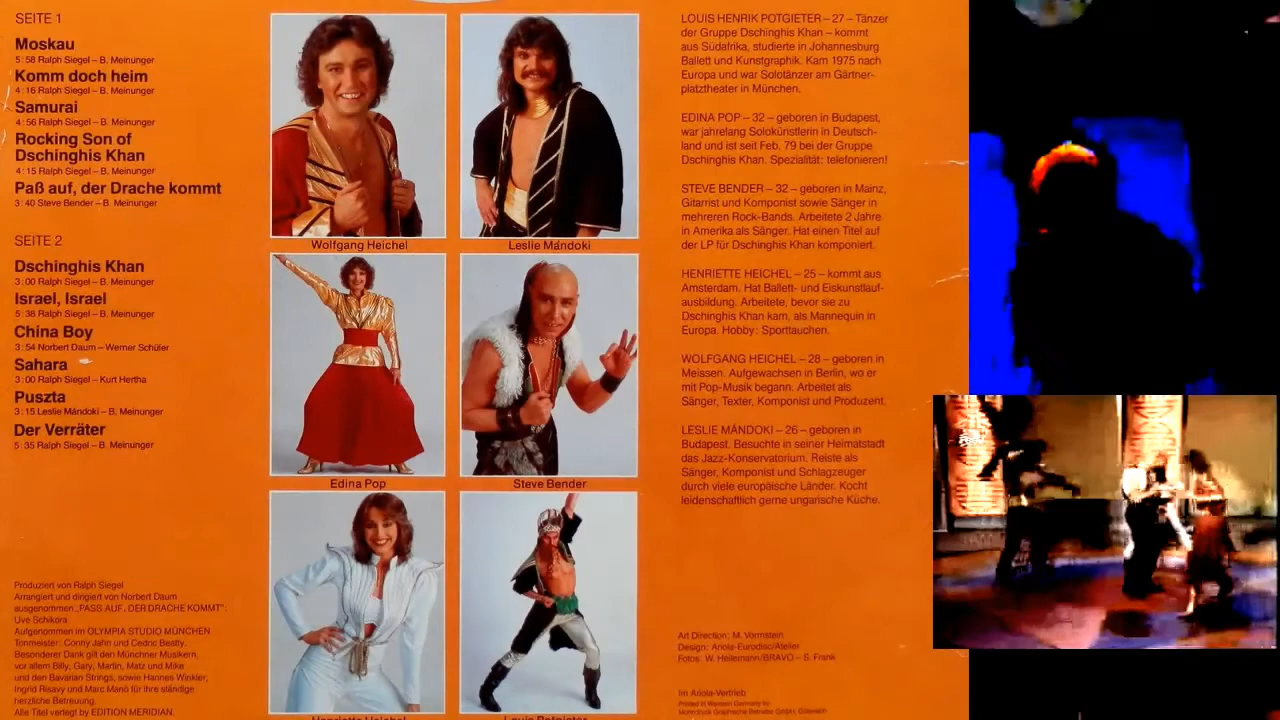 SEITE 1
Moskau
5:58 Ralph Siegel – B. Meinunger
Komm doch heim
4:16 Ralph Siegel – B. Meinunger
Samurai
4:56 Ralph Siegel – B. Meinunger
Rocking Son of
Dschinghis Khan
4:15 Ralph Siegel – B. Meinunger
Paß auf, der Drache kommt
3:40 Steve Bender – B. Meinunger
SEITE 2
Dschinghis Khan
3:00 Ralph Siegel – B. Meinunger
Israel, Israel
5:38 Ralph Siegel – B. Meinunger
China Boy
3:54 Norbert Daum – Werner Schüler
Sahara
3:00 Ralph Siegel – Kurt Hertha
Puszta
3:15 Leslie Mándoki – B. Meinunger
Der Verräter
5:35 Ralph Siegel – B. Meinunger
Produziert von Ralph Siegel
Arrangiert und dirigiert von Norbert Daum
ausgenommen „PASS AUF, DER DRACHE KOMMT":
Uve Schikora
Aufgenommen im OLYMPIA STUDIO MÜNCHEN
Tonmeister: Conny Jahn und Cedric Beatty.
Besonderer Dank gilt den Münchner Musikern,
vor allem Billy, Gary, Martin, Matz und Mike
und den Bavarian Strings, sowie Hannes Winkler,
Ingrid Risavy und Marc Mano für ihre ständige
herzliche Betreuung.
Alle Titel verlegt by EDITION MERIDIAN.
Wolfgang Heichel
Leslie Mándoki
Edina Pop
Steve Bender
Henriette Heichel
Louis Potgieter
LOUIS HENRIK POTGIETER – 27 – Tänzer
der Gruppe Dschinghis Khan – kommt
aus Südafrika, studierte in Johannesburg
Ballett und Kunstgraphik. Kam 1975 nach
Europa und war Solotänzer am Gärtner-
platztheater in München.
EDINA POP – 32 – geboren in Budapest,
war jahrelang Solokünstlerin in Deutsch-
land und ist seit Feb. 79 bei der Gruppe
Dschinghis Khan. Spezialität: telefonieren!
STEVE BENDER – 32 – geboren in Mainz,
Gitarrist und Komponist sowie Sänger in
mehreren Rock-Bands. Arbeitete 2 Jahre
in Amerika als Sänger. Hat einen Titel auf
der LP für Dschinghis Khan komponiert.
HENRIETTE HEICHEL – 25 – kommt aus
Amsterdam. Hat Ballett- und Eiskunstlauf-
ausbildung. Arbeitete, bevor sie zu
Dschinghis Khan kam, als Mannequin in
Europa. Hobby: Sporttauchen.
WOLFGANG HEICHEL – 28 – geboren in
Meissen. Aufgewachsen in Berlin, wo er
mit Pop-Musik begann. Arbeitet als
Sänger, Texter, Komponist und Produzent.
LESLIE MÁNDOKI – 26 – geboren in
Budapest. Besuchte in seiner Heimatstadt
das Jazz-Konservatorium. Reiste als
Sänger, Komponist und Schlagzeuger
durch viele europäische Länder. Kocht
leidenschaftlich gerne ungarische Küche.
Art Direction: M. Vormstein
Design: Ariola-Eurodisc/Atelier
Fotos: W. Heilemann/BRAVO – S. Frank
Im Ariola-Vertrieb
Printed in Western Germany by
Mohndruck Graphische Betriebe GmbH, Gütersloh